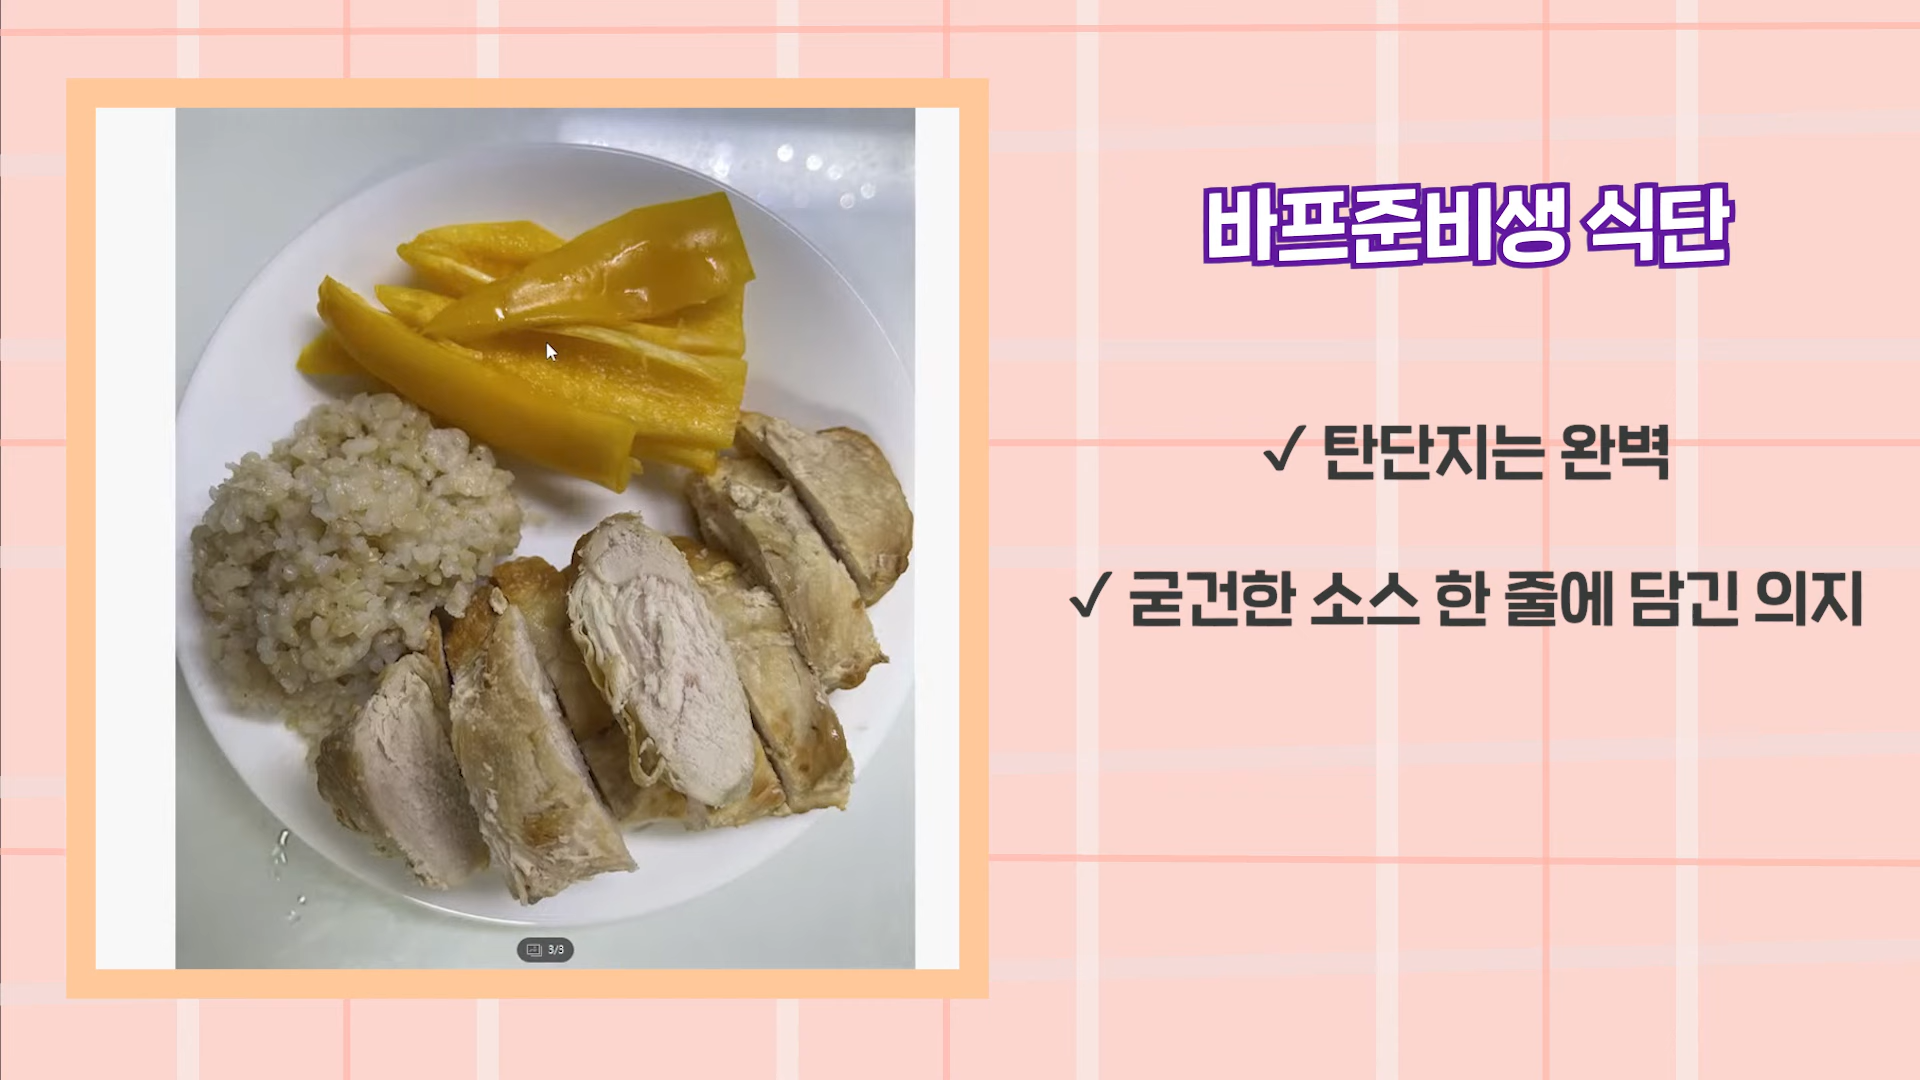 바프준비생 식단
✓ 탄단지는 완벽
✓ 굳건한 소스 한 줄에 담긴 의지
3/3